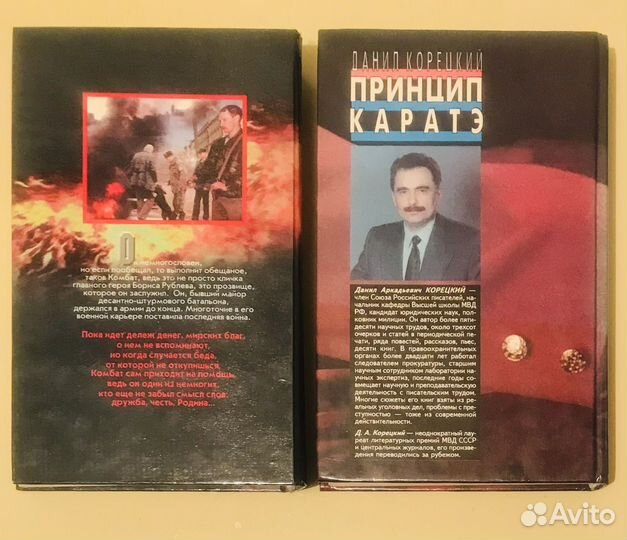 Он немногословен,
но если пообещал, то выполнит обещаное,
таков Комбат, ведь это не просто кличка
главного героя Бориса Рублева, это прозвище,
которое он заслужил. Он, бывший майор
десантно-штурмового батальона,
держался в армии до конца. Многоточие в его
военной карьере поставила последняя война.
Пока идет дележ денег, мирских благ,
о нем не вспоминают,
но когда случается беда,
от которой не откупишься,
Комбат сам приходит на помощь,
ведь он один из немногих,
кто еще не забыл смысл слов:
дружба, честь, Родина...
ДАНИЛ КОРЕЦКИЙ
ПРИНЦИП
КАРАТЭ
Данил Аркадьевич КОРЕЦКИЙ —
член Союза Российских писателей, начальник
кафедры Высшей школы МВД
РФ, кандидат юридических наук, пол-
ковник милиции. Он автор более пяти-
десяти научных трудов, около трехсот
очерков и статей в периодической пе-
чати, ряда повестей, рассказов, пьес,
десяти книг. В правоохранительных
органах более двадцати лет работал
следователем прокуратуры, старшим
научным сотрудником лаборатории на-
учных экспертиз, последние годы со-
вмещает научную и преподавательскую
деятельность с писательским трудом.
Многие сюжеты его книг взяты из ре-
альных уголовных дел, проблемы с пре-
ступностью — тоже из современной
действительности.
Д. А. Корецкий — неоднократный лау-
реат литературных премий МВД СССР
и центральных журналов, его произве-
дения переводились за рубежом.
Avito